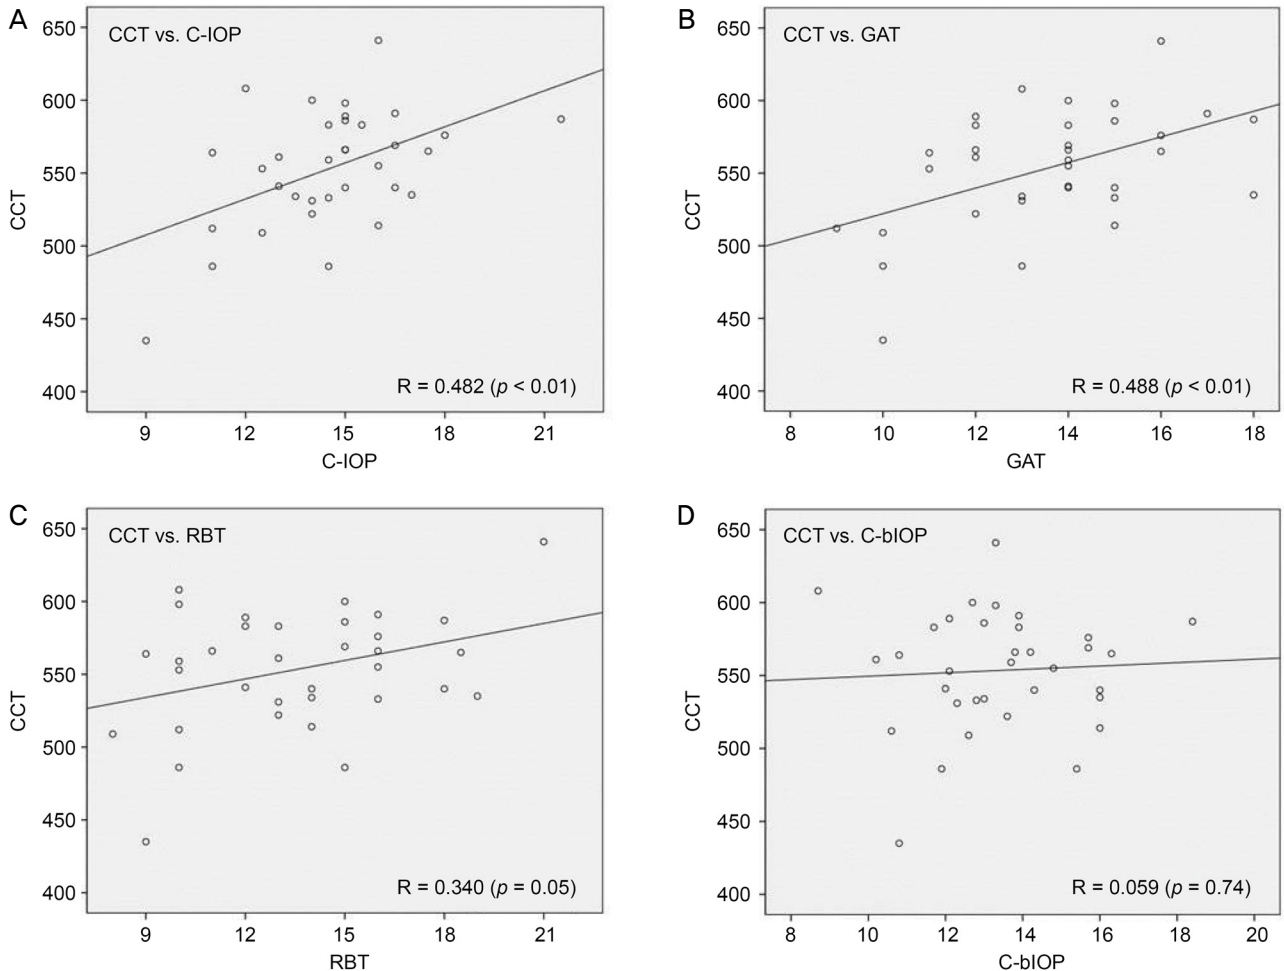 A
CCT vs. C-IOP
650
600
550
500
450
400
CCT
R = 0.482 (p < 0.01)
9 12 15 18 21
C-IOP
B
CCT vs. GAT
650
600
550
500
450
400
CCT
R = 0.488 (p < 0.01)
8 10 12 14 16 18
GAT
C
CCT vs. RBT
650
600
550
500
450
400
CCT
R = 0.340 (p = 0.05)
9 12 15 18 21
RBT
D
CCT vs. C-bIOP
650
600
550
500
450
400
CCT
R = 0.059 (p = 0.74)
8 10 12 14 16 18 20
C-bIOP